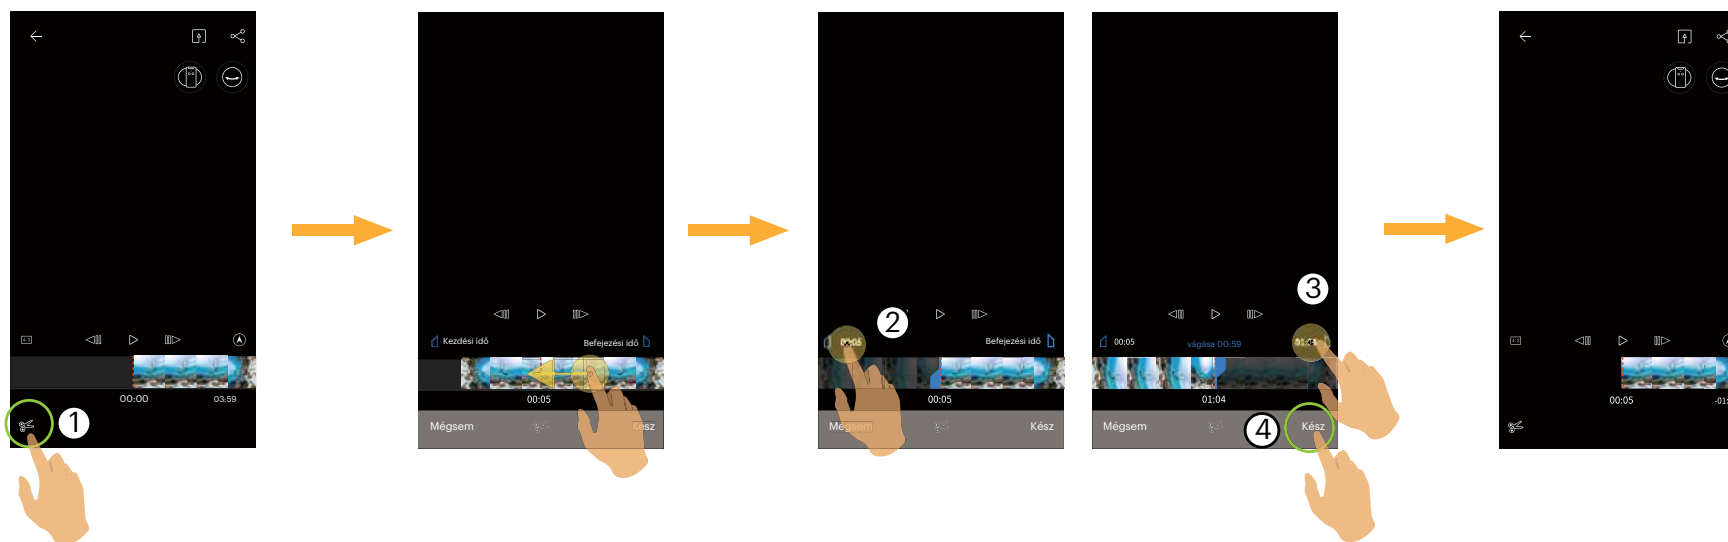 00:00
03:59
1
Kezdési idő
Befejezési idő
00:05
Mégsem
2
Befejezési idő
00:05
Mégsem
Kész
3
00:05
vágása 00:59
01:04
Mégsem
4
Kész
00:05